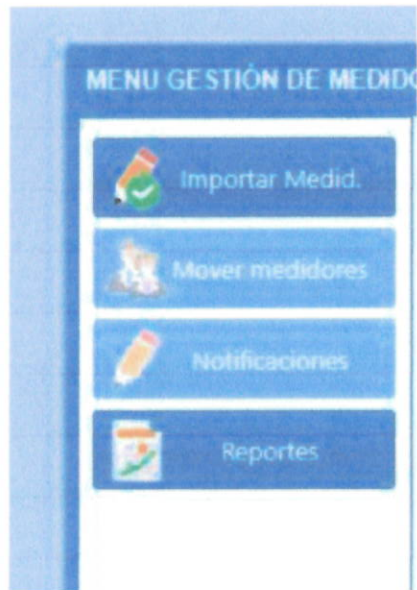 MENU GESTIÓN DE MEDIDO
Importar Medid.
Mover medidores
Notificaciones
Reportes